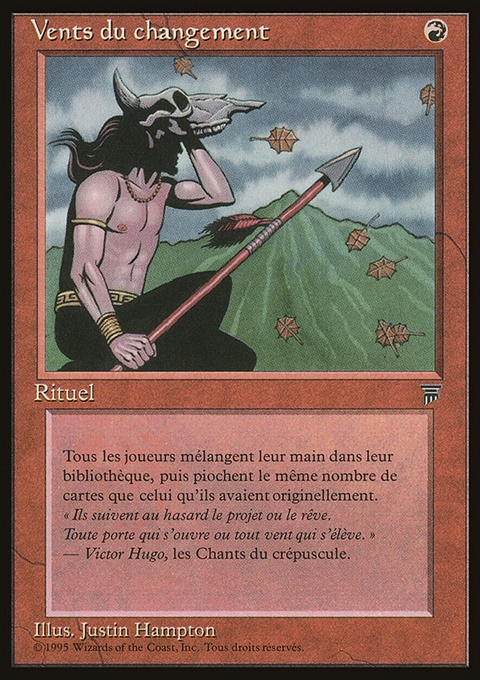 Vents du changement
Rituel
Tous les joueurs mélangent leur main dans leur
bibliothèque, puis piochent le même nombre de
cartes que celui qu'ils avaient originellement.
« Ils suivent au hasard le projet ou le rêve.
Toute porte qui s'ouvre ou tout vent qui s'élève. »
— Victor Hugo, les Chants du crépuscule.
Illus. Justin Hampton
© 1995 Wizards of the Coast, Inc. Tous droits réservés.